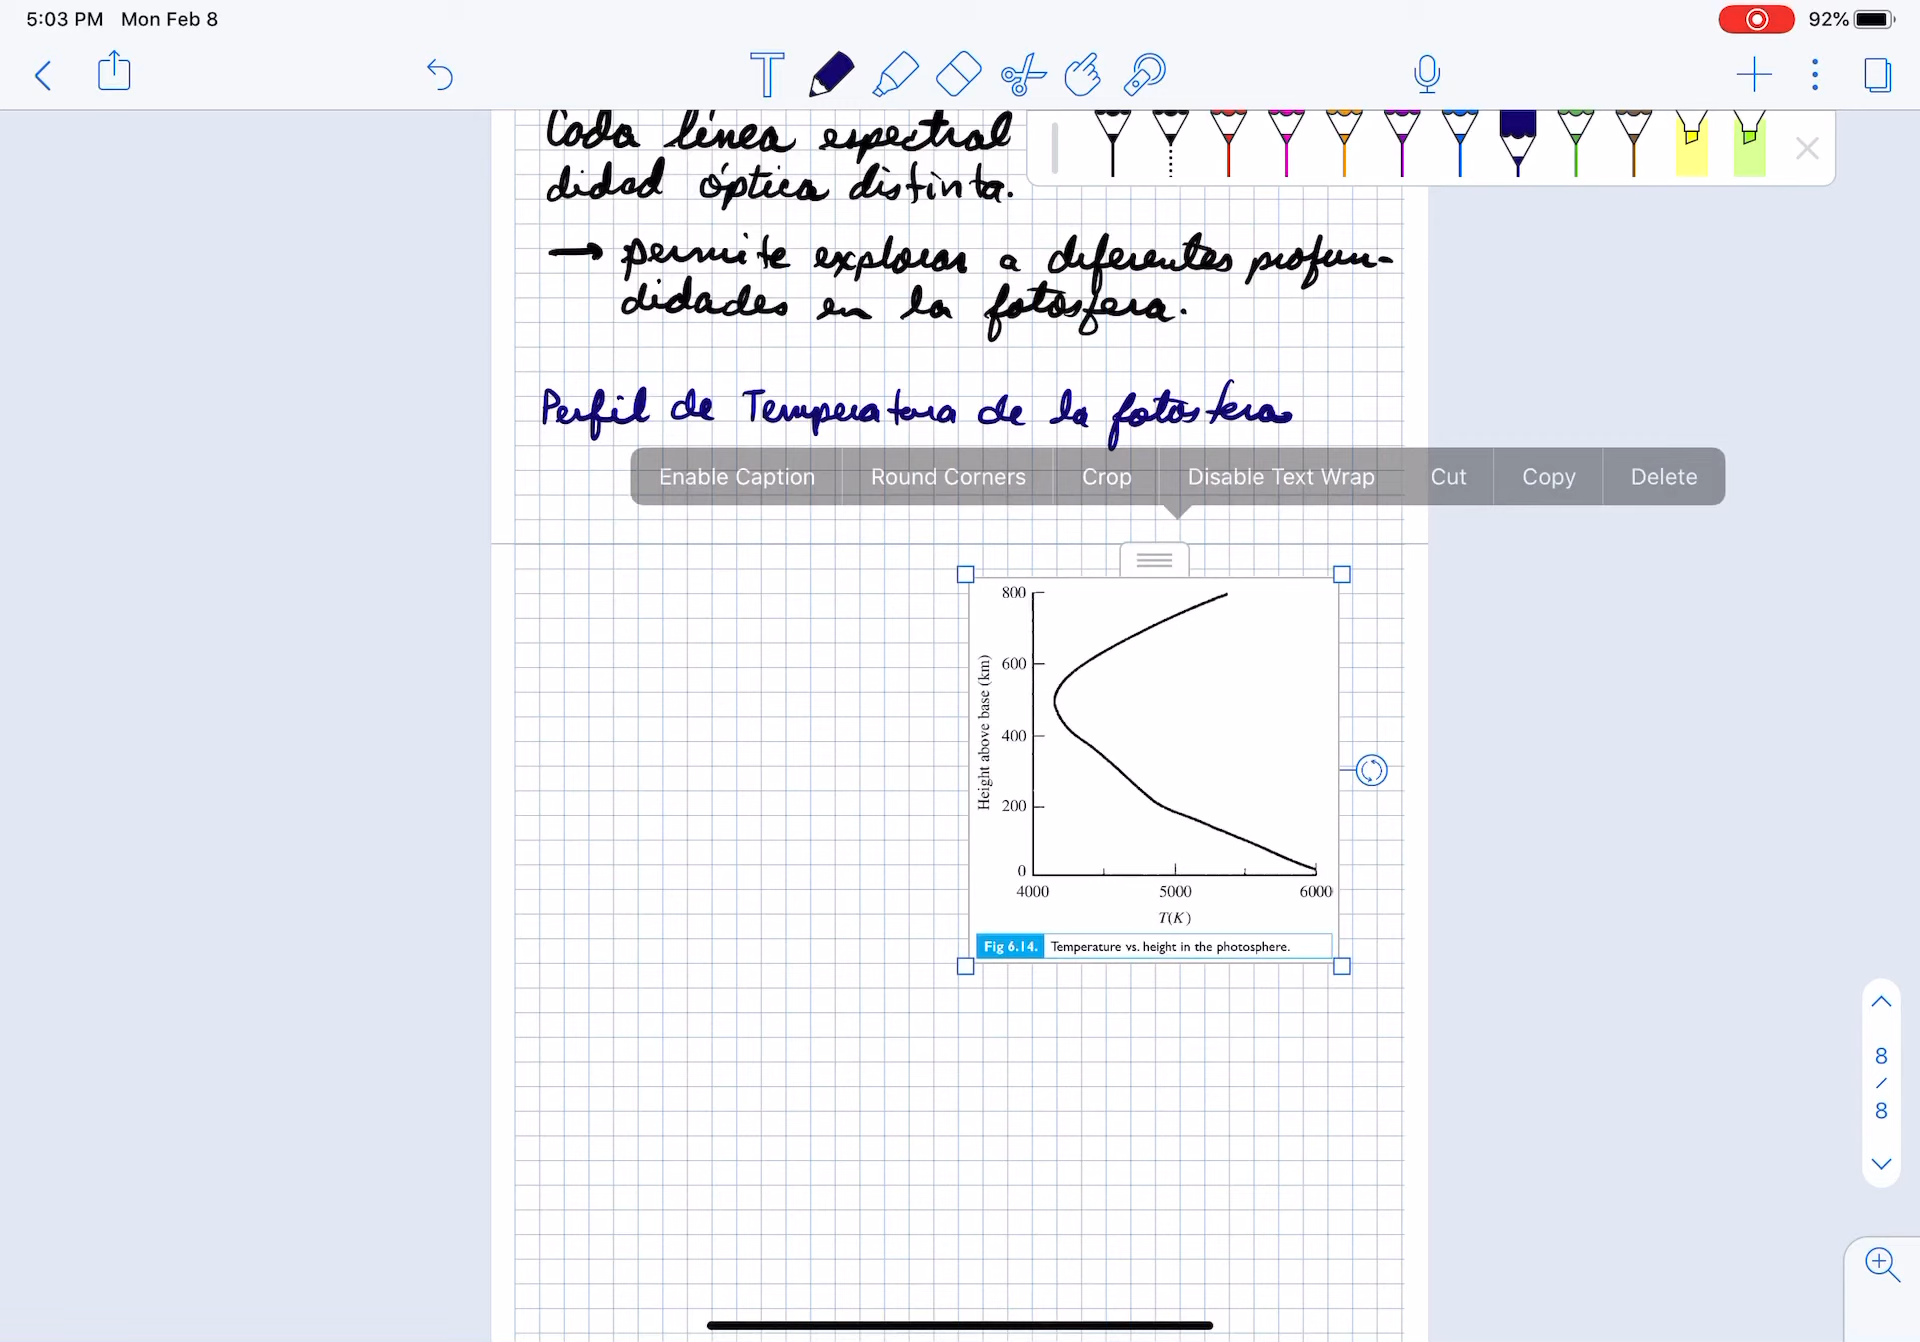 5:03 PM Mon Feb 8
92%
Cada línea espectral
didad óptica distinta.
→ permite explorar a diferentes profun-
didades en la fotosfera.
Perfil de Temperatura de la fotosfera
Enable Caption Round Corners Crop Disable Text Wrap Cut Copy Delete
800
600
400
200
0
Height above base (km)
4000 5000 6000
T(K)
Fig 6.14. Temperature vs. height in the photosphere.
8
/
8